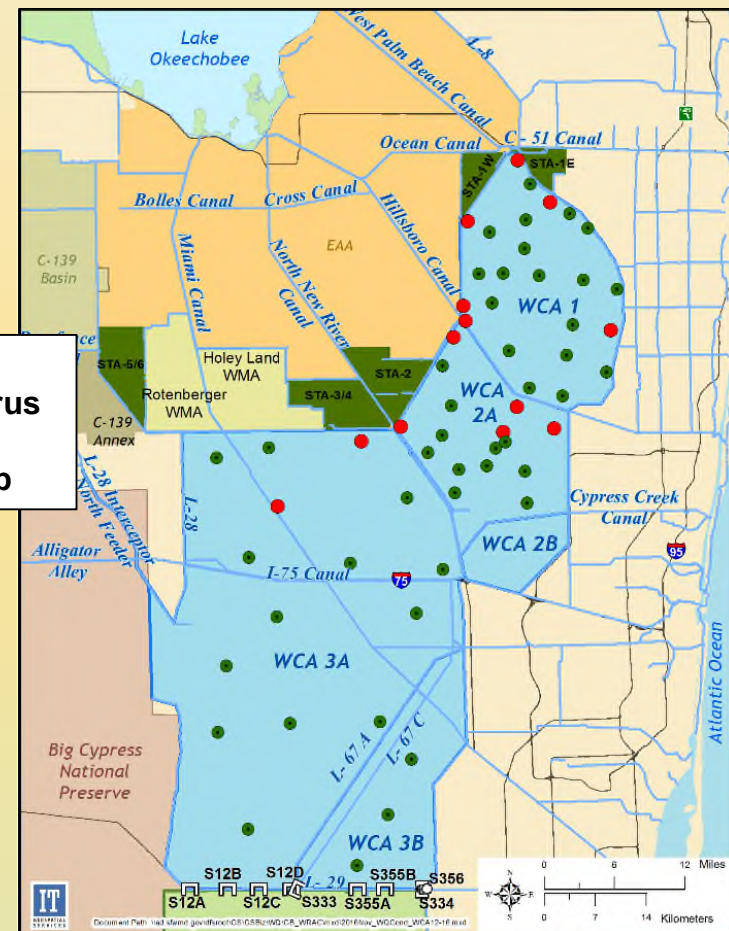 Lake
Okeechobee
West Palm Beach Canal
L-8
Ocean Canal
C - 51 Canal
STA-1W
STA-1E
Bolles Canal
Cross Canal
Hillsboro Canal
EAA
C-139
Basin
Miami Canal
North New River
Canal
WCA 1
Holey Land
WMA
STA-5/6
STA-2
rus
Rotenberger
WMA
STA-3/4
WCA
2A
C-139
Annex
L-28 Interceptor
North Feeder
L-28
Cypress Creek
Canal
WCA 2B
Alligator
Alley
I-75 Canal
75
95
WCA 3A
L- 67 A
L- 67 C
Atlantic Ocean
Big Cypress
National
Preserve
WCA 3B
S12B
S12D
S355B
S356
L- 29
S12A
S12C
S333
S355A
S334
0 6 12 Miles
0 7 14 Kilometers
N
W
E
S
IT
GEOSPATIAL
SERVICES